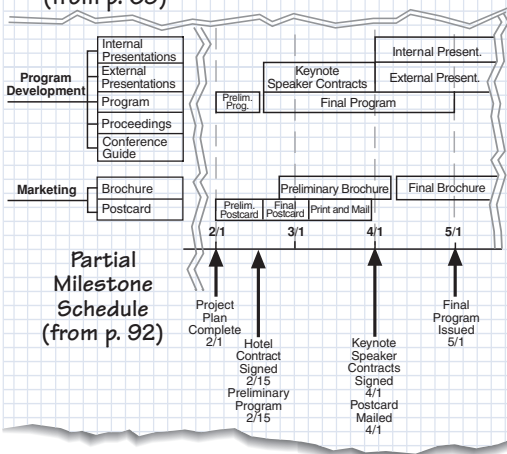 (from p. 85)
Internal
Presentations
External
Presentations
Program
Proceedings
Conference
Guide
Program
Development
Internal Present.
Keynote
Speaker Contracts
External Present.
Prelim.
Prog.
Final Program
Marketing
Brochure
Postcard
Preliminary Brochure
Final Brochure
Prelim.
Postcard
Final
Postcard
Print and Mail
2/1
3/1
4/1
5/1
Partial
Milestone
Schedule
(from p. 92)
Project
Plan
Complete
2/1
Hotel
Contract
Signed
2/15
Preliminary
Program
2/15
Keynote
Speaker
Contracts
Signed
4/1
Postcard
Mailed
4/1
Final
Program
Issued
5/1